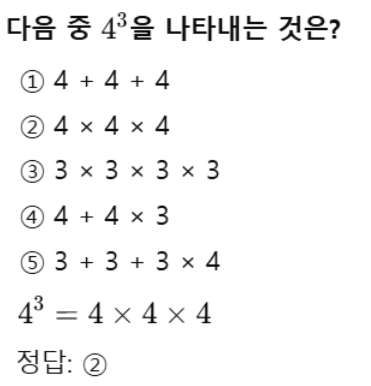 다음 중 4³을 나타내는 것은?
① 4 + 4 + 4
② 4 × 4 × 4
③ 3 × 3 × 3 × 3
④ 4 + 4 × 3
⑤ 3 + 3 + 3 × 4
4³ = 4 × 4 × 4
정답: ②